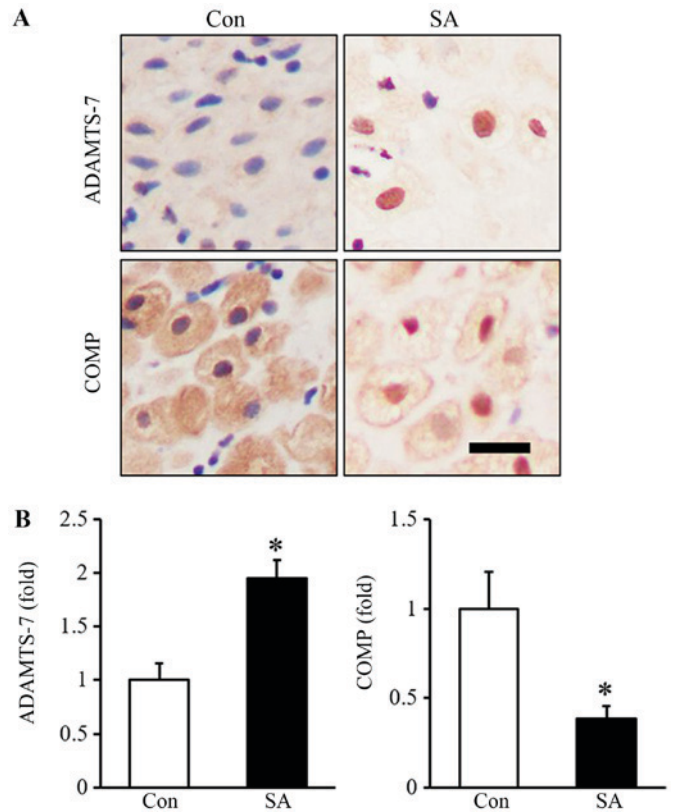 A
Con SA
ADAMTS-7
COMP
B
2.5
2
1.5
1
0.5
0
ADAMTS-7 (fold)
*
Con SA
1.5
1
0.5
0
COMP (fold)
*
Con SA